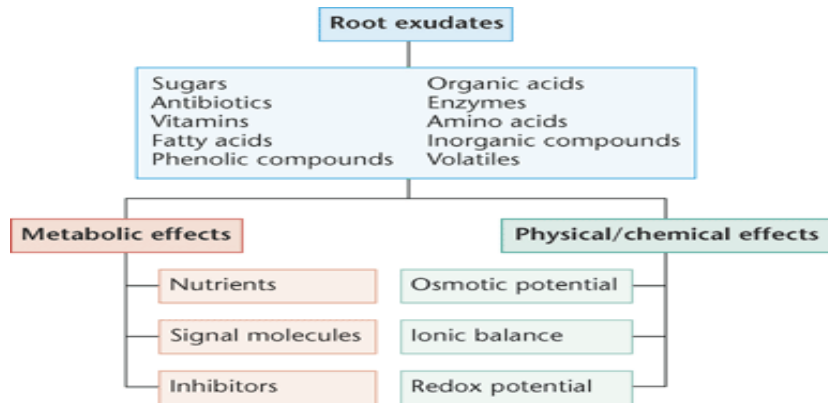 Root exudates
Sugars
Antibiotics
Vitamins
Fatty acids
Phenolic compounds
Organic acids
Enzymes
Amino acids
Inorganic compounds
Volatiles
Metabolic effects
Nutrients
Signal molecules
Inhibitors
Physical/chemical effects
Osmotic potential
Ionic balance
Redox potential